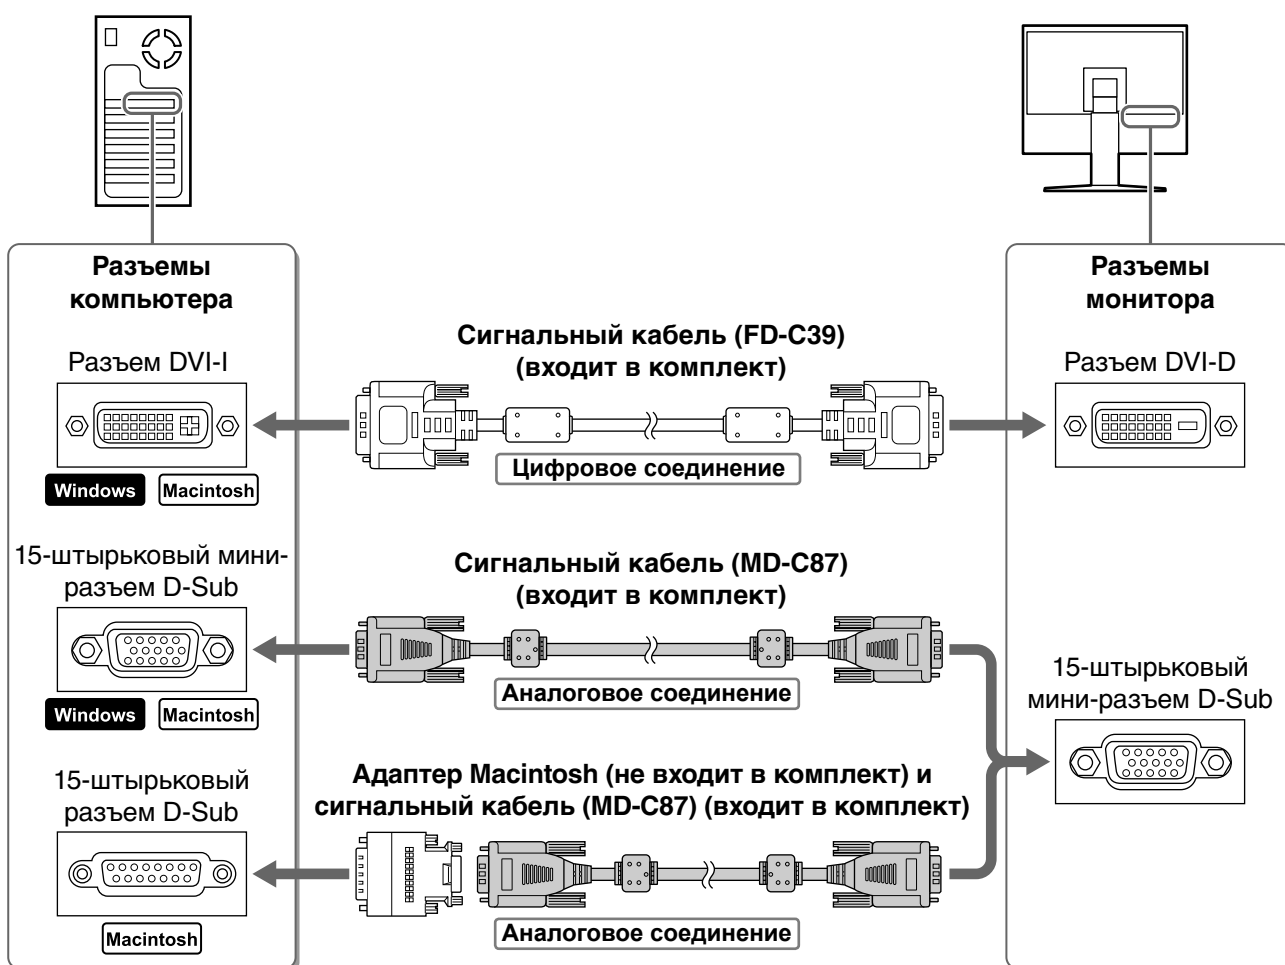 Разъемы
компьютера
Разъем DVI-I
Windows Macintosh
15-штырьковый мини-
разъем D-Sub
Windows Macintosh
15-штырьковый
разъем D-Sub
Macintosh
Сигнальный кабель (FD-C39)
(входит в комплект)
Цифровое соединение
Сигнальный кабель (MD-C87)
(входит в комплект)
Аналоговое соединение
Адаптер Macintosh (не входит в комплект) и
сигнальный кабель (MD-C87) (входит в комплект)
Аналоговое соединение
Разъемы
монитора
Разъем DVI-D
15-штырьковый
мини-разъем D-Sub